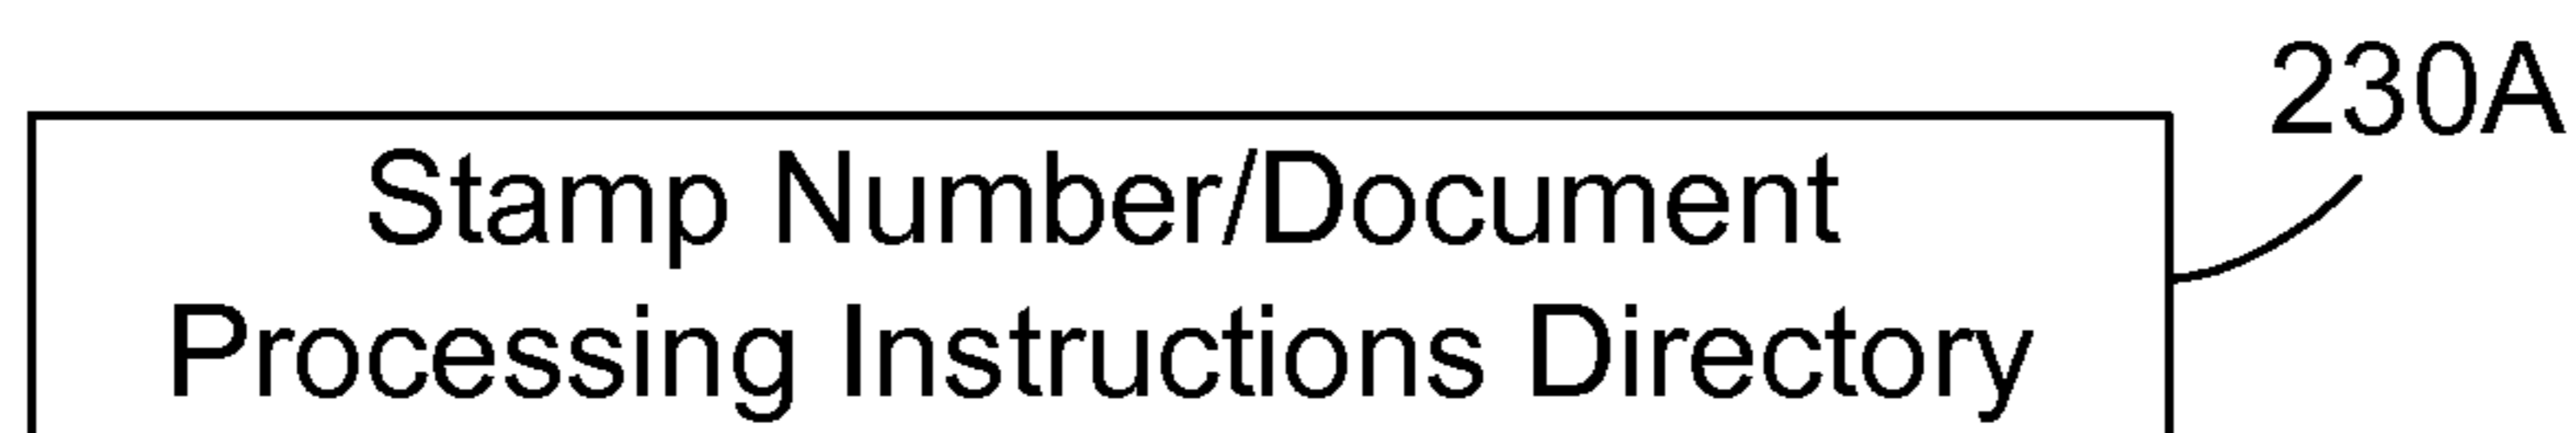 230A
Stamp Number/Document
Processing Instructions Directory